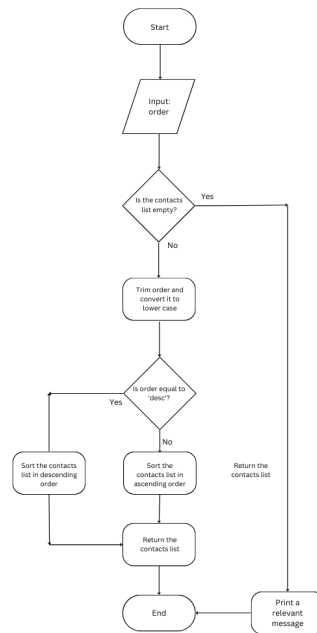 Start
Input:
order
Is the contacts
list empty?
Yes
No
Trim order and
convert it to
lower case
Is order equal to
'desc'?
Yes
No
Sort the contacts
list in descending
order
Sort the
contacts list in
ascending order
Return the
contacts list
Return the
contacts list
End
Print a
relevant
message